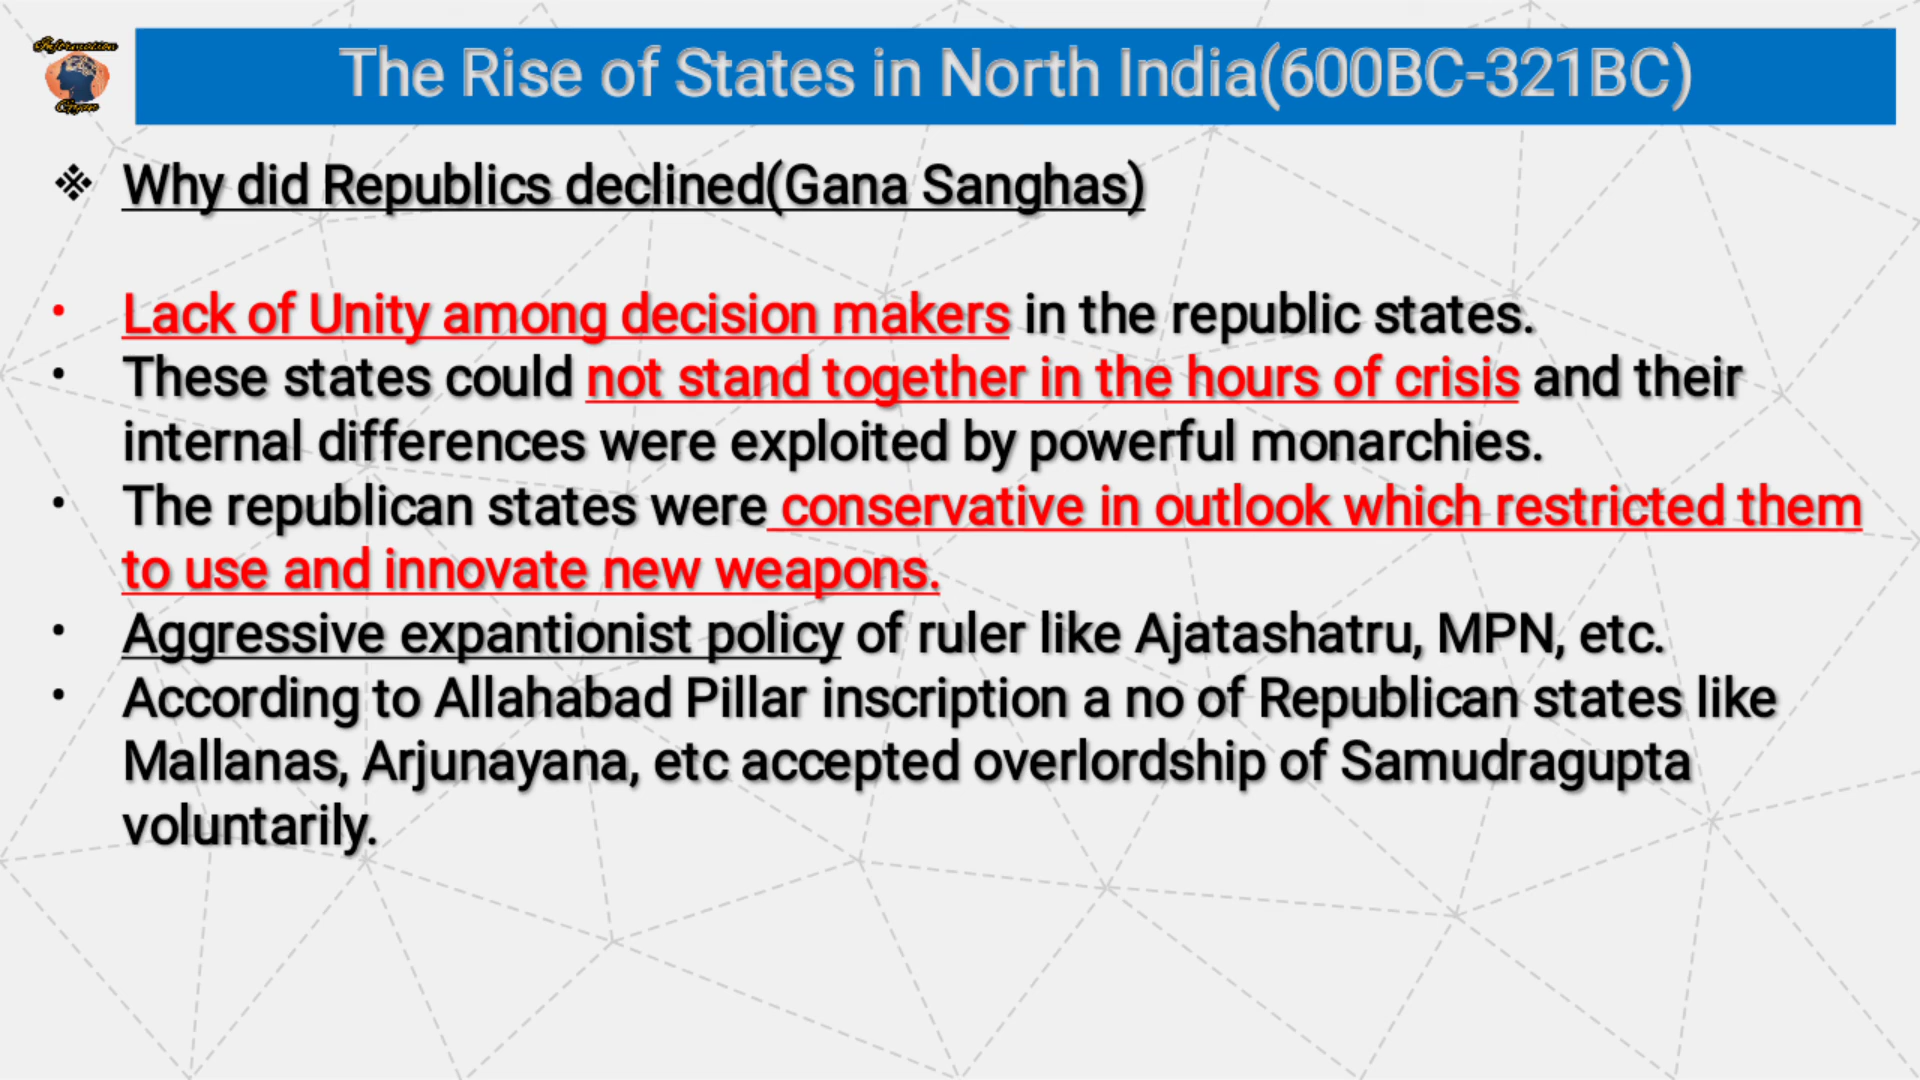 Information
The Rise of States in North India(600BC-321BC)
❖ Why did Republics declined(Gana Sanghas)
• Lack of Unity among decision makers in the republic states.
• These states could not stand together in the hours of crisis and their
internal differences were exploited by powerful monarchies.
• The republican states were conservative in outlook which restricted them
to use and innovate new weapons.
• Aggressive expantionist policy of ruler like Ajatashatru, MPN, etc.
• According to Allahabad Pillar inscription a no of Republican states like
Mallanas, Arjunayana, etc accepted overlordship of Samudragupta
voluntarily.